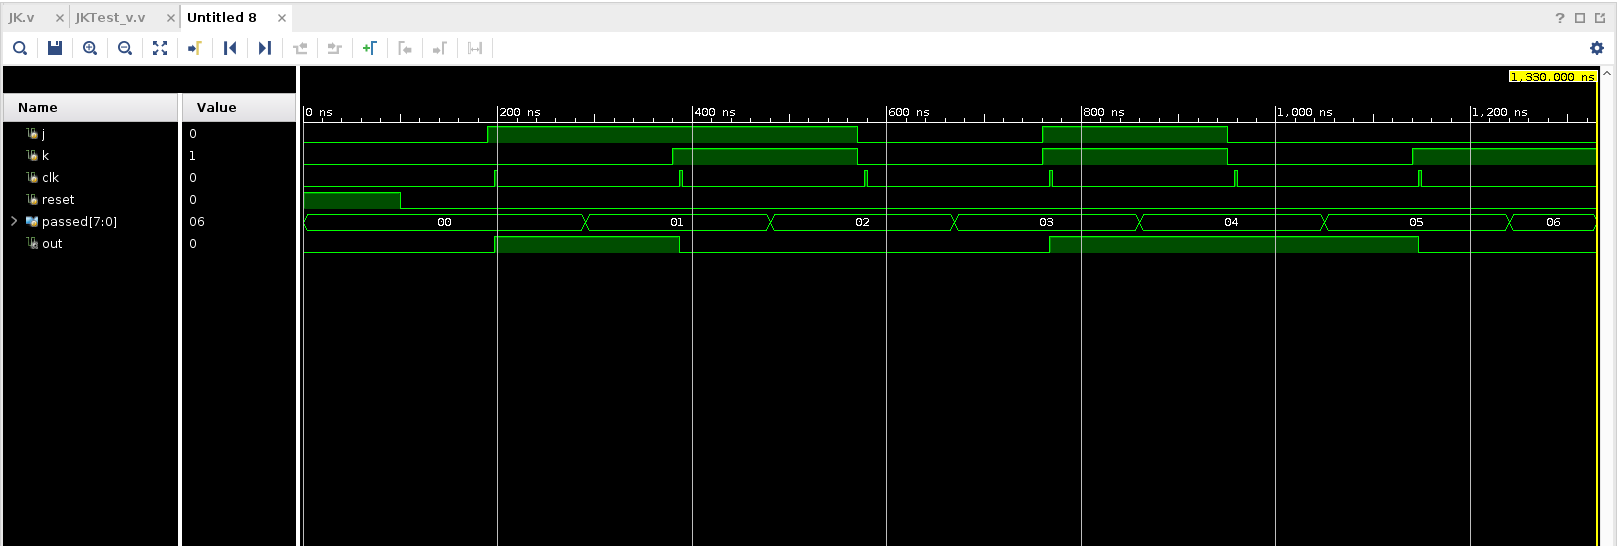 JK.v × JKTest_v.v × Untitled 8 × ?
1,330.000 ns
Name Value
0 ns 200 ns 400 ns 600 ns 800 ns 1,000 ns 1,200 ns
j 0
k 1
clk 0
reset 0
passed[7:0] 06 00 01 02 03 04 05 06
out 0